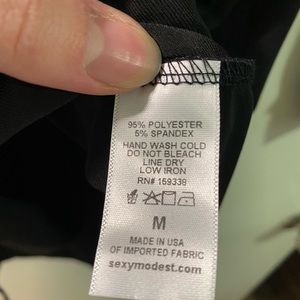 95% POLYESTER
5% SPANDEX
HAND WASH COLD
DO NOT BLEACH
LINE DRY
LOW IRON
RN# 159338
M
MADE IN USA
OF IMPORTED FABRIC
sexymodest.com